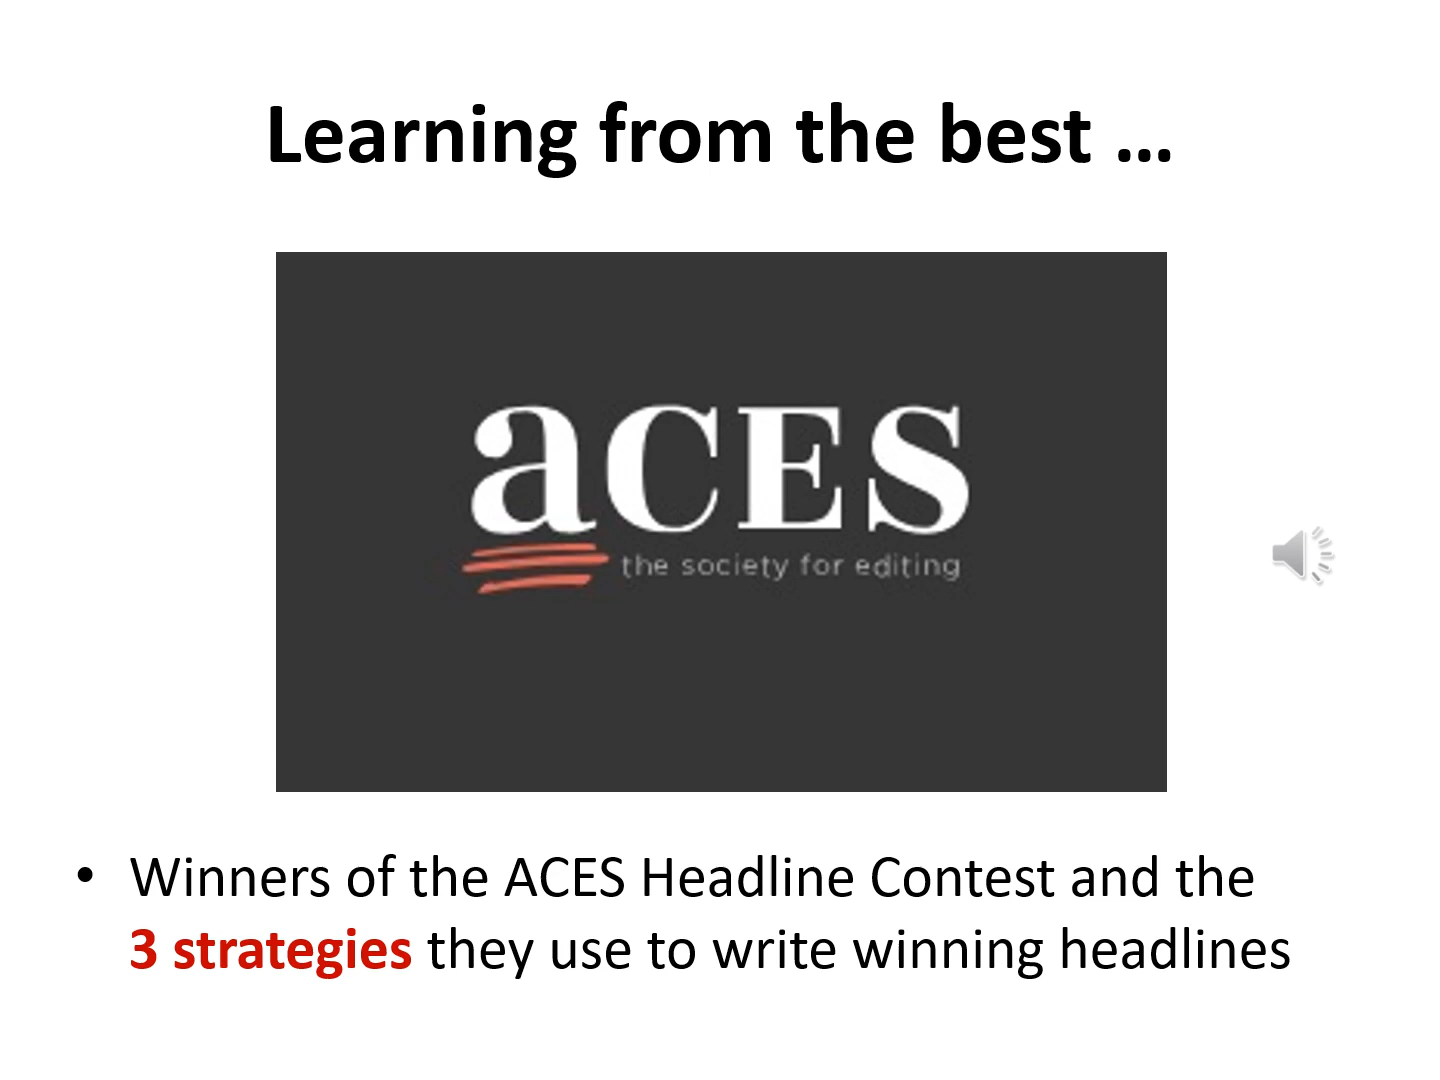 Learning from the best …
aCES
the society for editing
• Winners of the ACES Headline Contest and the
3 strategies they use to write winning headlines